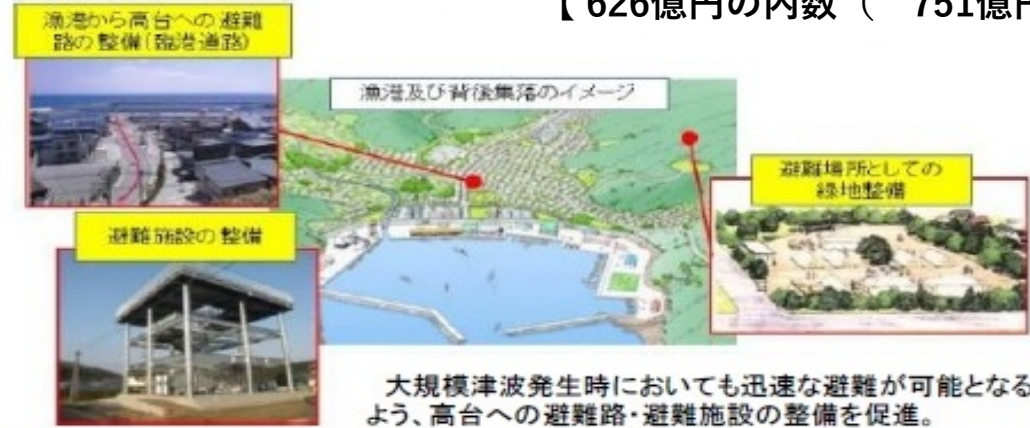 【 626億円の内数（ 751億円
漁港から高台への避難
路の整備(臨港道路)
漁港及び背後集落のイメージ
避難場所としての
緑地整備
避難施設の整備
大規模津波発生時においても迅速な避難が可能となる
よう、高台への避難路・避難施設の整備を促進。